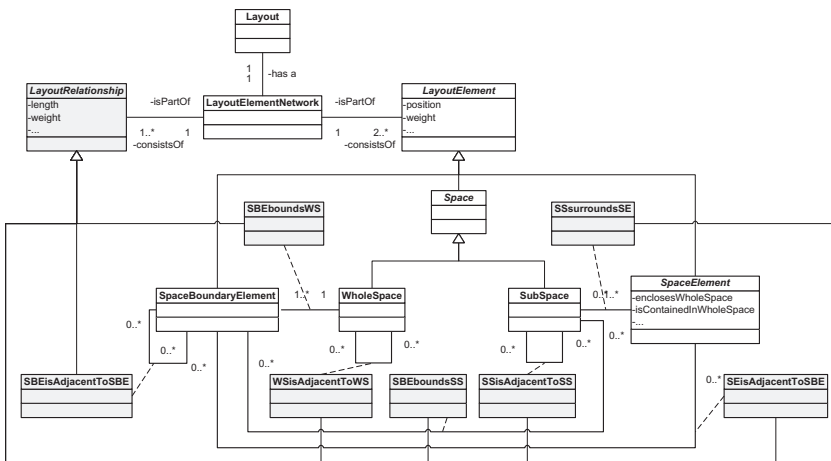 Layout
1
1
-has a
LayoutRelationship
-length
-weight
-...
-isPartOf
1..*
1
-consistsOf
LayoutElementNetwork
-isPartOf
1
2..*
-consistsOf
LayoutElement
-position
-weight
-...
Space
SBEboundsWS
SSsurroundsSE
SpaceBoundaryElement
1..*
1
WholeSpace
SubSpace
0..*
1..*
SpaceElement
-enclosesWholeSpace
-isContainedInWholeSpace
-...
0..*
0..*
0..*
0..*
0..*
0..*
0..*
0..*
SBEisAdjacentToSBE
0..*
WSisAdjacentToWS
SBEboundsSS
SSisAdjacentToSS
0..*
SEisAdjacentToSBE